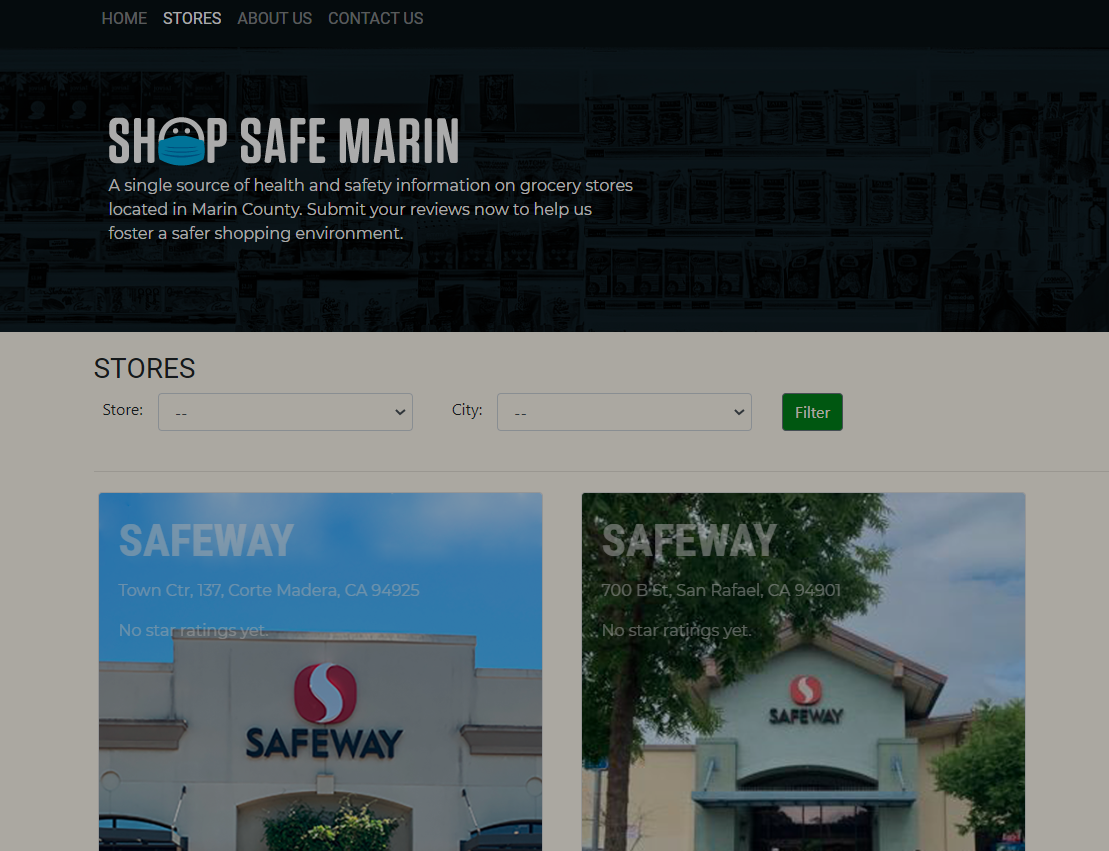 HOME STORES ABOUT US CONTACT US
SHOP SAFE MARIN
A single source of health and safety information on grocery stores
located in Marin County. Submit your reviews now to help us
foster a safer shopping environment.
STORES
Store: -- City: -- Filter
SAFEWAY
Town Ctr, 137, Corte Madera, CA 94925
No star ratings yet.
SAFEWAY
SAFEWAY
700 B St, San Rafael, CA 94901
No star ratings yet.
SAFEWAY